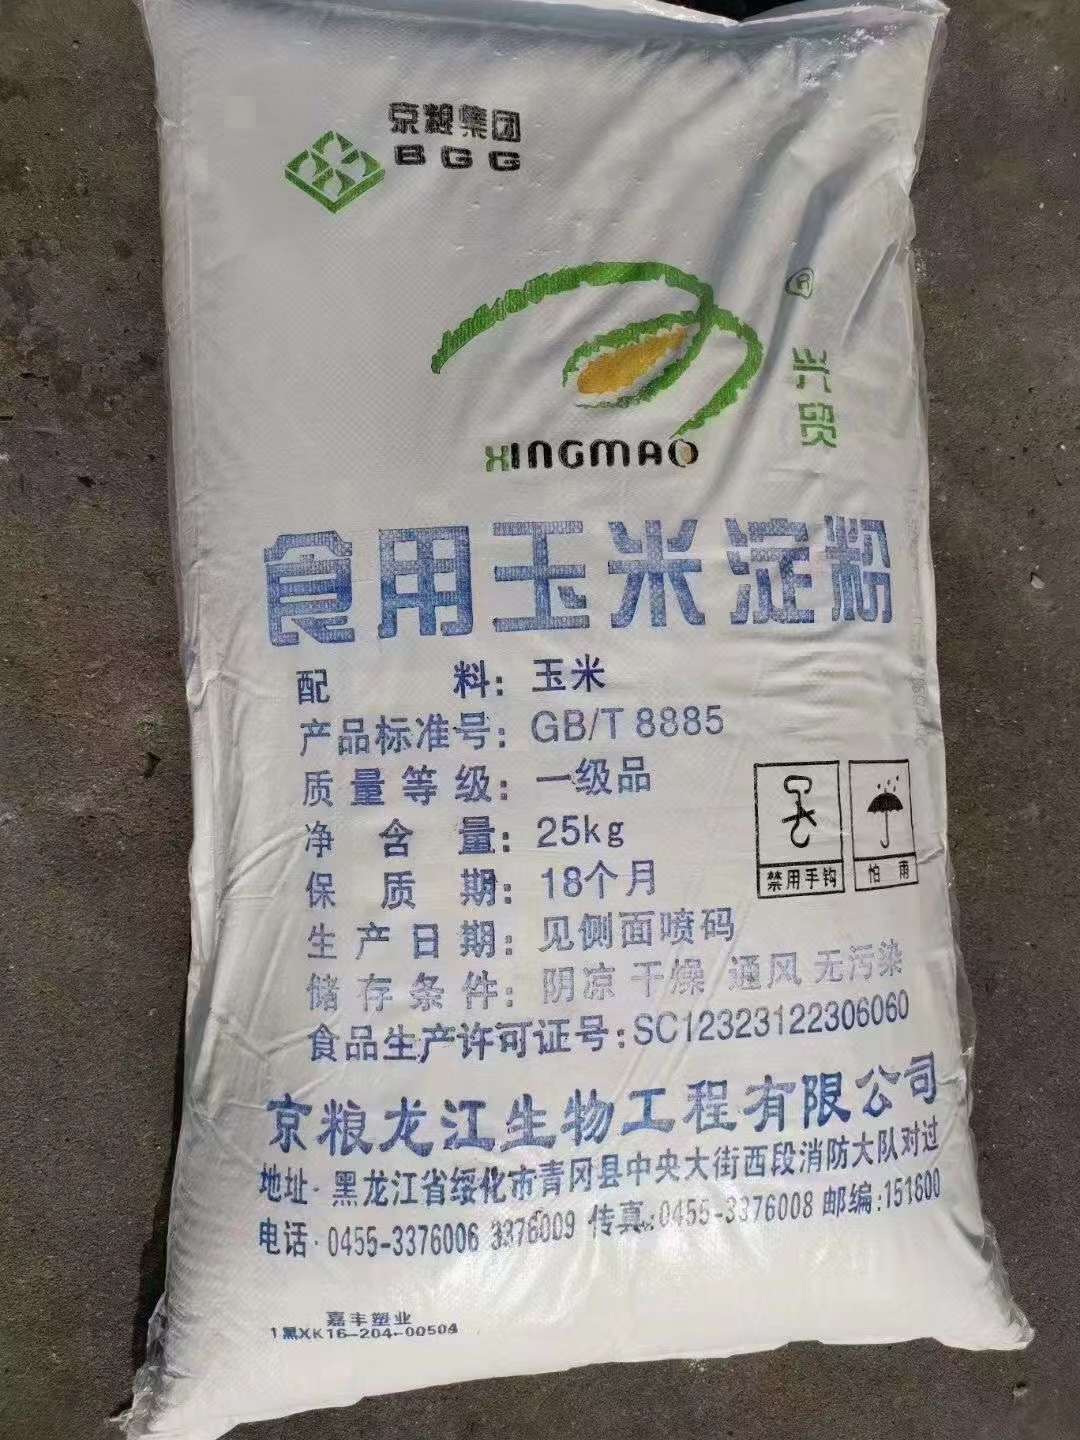 京粮集团
BGG
®
兴贸
XINGMAO
食用玉米淀粉
配料：玉米
产品标准号：GB/T 8885
质量等级：一级品
净含量：25kg
保质期：18个月
生产日期：见侧面喷码
储存条件：阴凉 干燥 通风 无污染
食品生产许可证号：SC12323122306060
禁用手钩
怕雨
京粮龙江生物工程有限公司
地址·黑龙江省绥化市青冈县中央大街西段消防大队对过
电话·0455-3376006 3376009 传真：0455-3376008 邮编：151600
嘉丰塑业
1黑XK16-204-00504